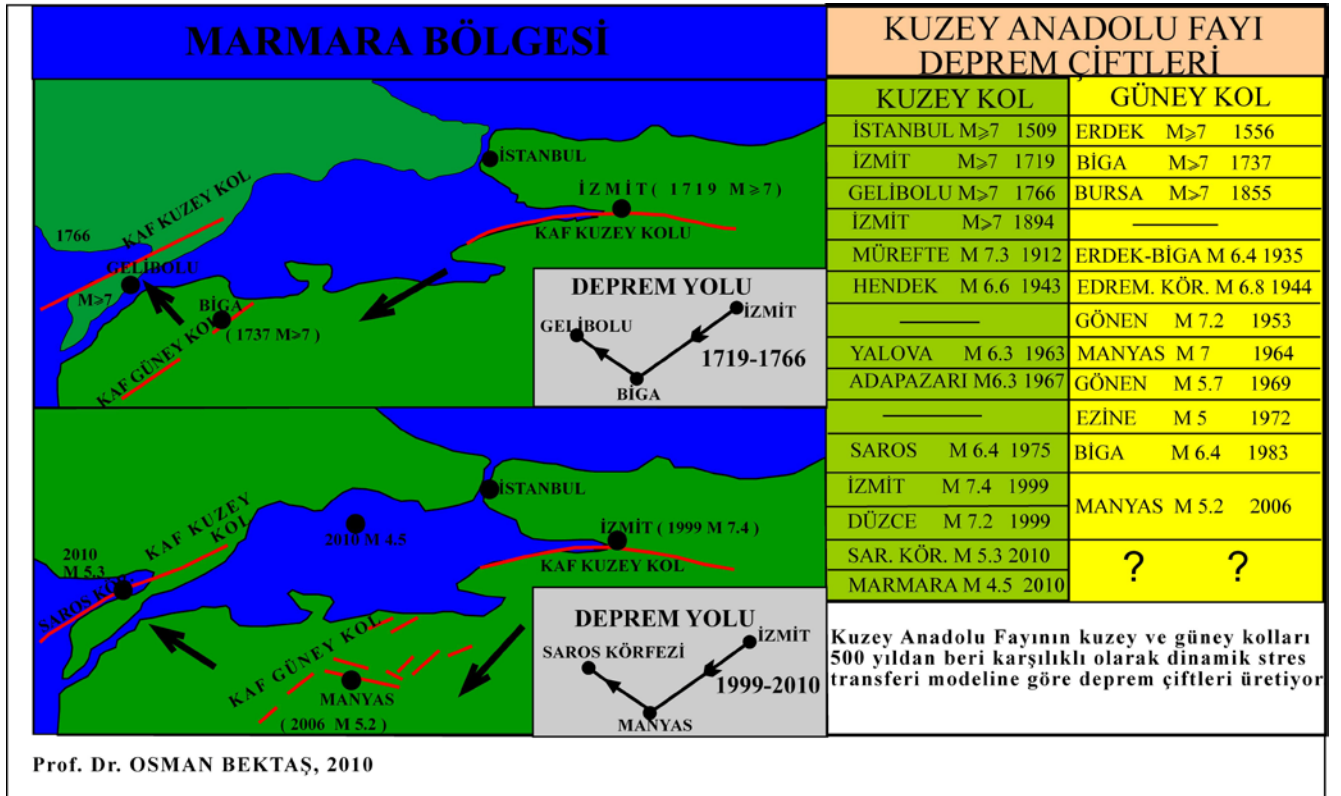 MARMARA BÖLGESİ
KAF KUZEY KOL
1766
GELİBOLU
M⩾7
BİGA
( 1737 M⩾7 )
KAF GÜNEY KOL
İSTANBUL
İZMİT ( 1719 M⩾7 )
KAF KUZEY KOLU
DEPREM YOLU
İZMİT
GELİBOLU
1719-1766
BİGA
KAF KUZEY
KOL
2010
M 5.3
SAROS KÖR.
2010 M 4.5
İSTANBUL
İZMİT ( 1999 M 7.4 )
KAF KUZEY KOL
KAF GÜNEY KOL
MANYAS
( 2006 M 5.2 )
DEPREM YOLU
İZMİT
SAROS KÖRFEZİ
1999-2010
MANYAS
KUZEY ANADOLU FAYI
DEPREM ÇİFTLERİ
KUZEY KOL GÜNEY KOL
İSTANBUL M⩾7 1509 ERDEK M⩾7 1556
İZMİT M⩾7 1719 BİGA M⩾7 1737
GELİBOLU M⩾7 1766 BURSA M⩾7 1855
İZMİT M⩾7 1894
MÜREFTE M 7.3 1912 ERDEK-BİGA M 6.4 1935
HENDEK M 6.6 1943 EDREM. KÖR. M 6.8 1944
GÖNEN M 7.2 1953
YALOVA M 6.3 1963 MANYAS M 7 1964
ADAPAZARI M6.3 1967 GÖNEN M 5.7 1969
EZİNE M 5 1972
SAROS M 6.4 1975 BİGA M 6.4 1983
İZMİT M 7.4 1999 MANYAS M 5.2 2006
DÜZCE M 7.2 1999
SAR. KÖR. M 5.3 2010 ? ?
MARMARA M 4.5 2010
Kuzey Anadolu Fayının kuzey ve güney kolları
500 yıldan beri karşılıklı olarak dinamik stres
transferi modeline göre deprem çiftleri üretiyor
Prof. Dr. OSMAN BEKTAŞ, 2010